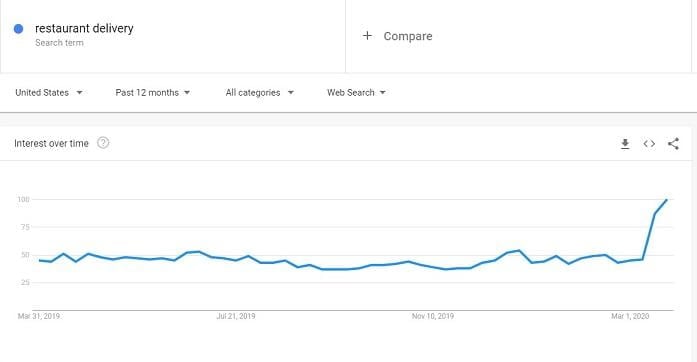 restaurant delivery
Search term
+ Compare
United States
Past 12 months
All categories
Web Search
Interest over time ?
100
75
50
25
Mar 31, 2019
Jul 21, 2019
Nov 10, 2019
Mar 1, 2020